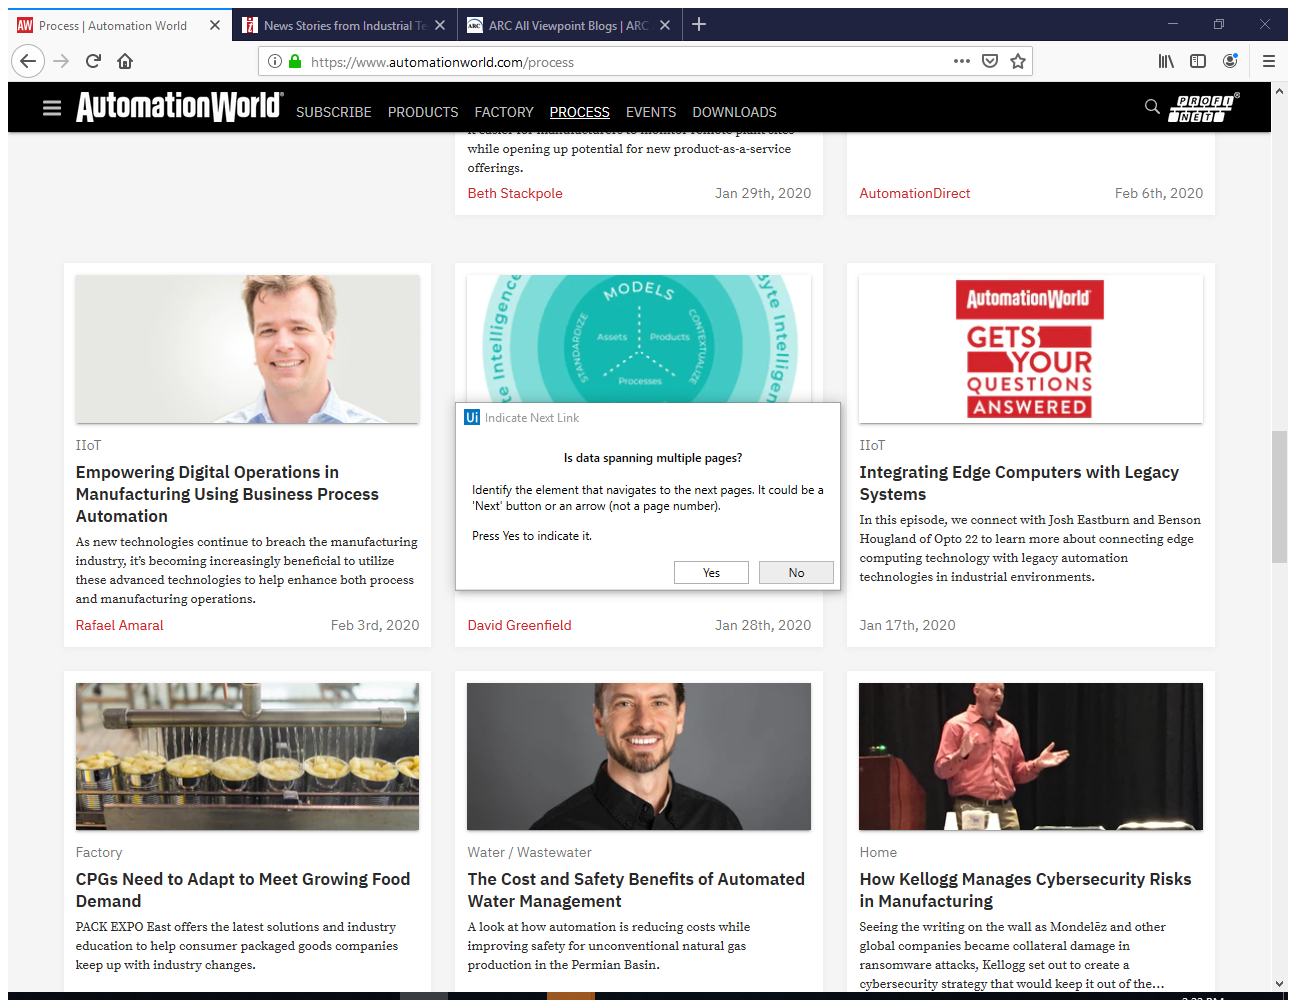 Process | Automation World
News Stories from Industrial Te
ARC All Viewpoint Blogs | ARC
https://www.automationworld.com/process
AutomationWorld
SUBSCRIBE PRODUCTS FACTORY PROCESS EVENTS DOWNLOADS
PROFI
NET
it easier for manufacturers to monitor remote plant sites
while opening up potential for new product-as-a-service
offerings.
Beth Stackpole Jan 29th, 2020
AutomationDirect Feb 6th, 2020
IIoT
Empowering Digital Operations in
Manufacturing Using Business Process
Automation
As new technologies continue to breach the manufacturing
industry, it's becoming increasingly beneficial to utilize
these advanced technologies to help enhance both process
and manufacturing operations.
Rafael Amaral Feb 3rd, 2020
Intelligence
MODELS
Byte Intelligenc
STANDARDIZE
Assets Products
CONTEXTUALIZE
Processes
Ui Indicate Next Link
Is data spanning multiple pages?
Identify the element that navigates to the next pages. It could be a
'Next' button or an arrow (not a page number).
Press Yes to indicate it.
Yes No
David Greenfield Jan 28th, 2020
AutomationWorld
GETS
YOUR
QUESTIONS
ANSWERED
IIoT
Integrating Edge Computers with Legacy
Systems
In this episode, we connect with Josh Eastburn and Benson
Hougland of Opto 22 to learn more about connecting edge
computing technology with legacy automation
technologies in industrial environments.
Jan 17th, 2020
Factory
CPGs Need to Adapt to Meet Growing Food
Demand
PACK EXPO East offers the latest solutions and industry
education to help consumer packaged goods companies
keep up with industry changes.
Water / Wastewater
The Cost and Safety Benefits of Automated
Water Management
A look at how automation is reducing costs while
improving safety for unconventional natural gas
production in the Permian Basin.
Home
How Kellogg Manages Cybersecurity Risks
in Manufacturing
Seeing the writing on the wall as Mondelēz and other
global companies became collateral damage in
ransomware attacks, Kellogg set out to create a
cybersecurity strategy that would keep it out of the...